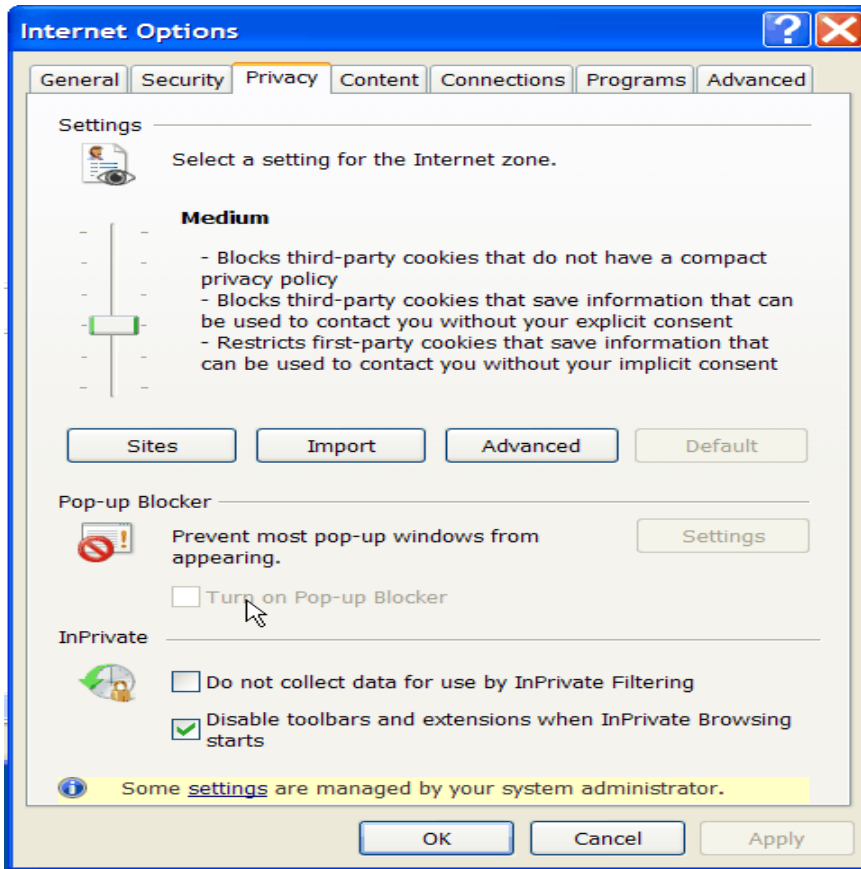 Internet Options
General Security Privacy Content Connections Programs Advanced
Settings
Select a setting for the Internet zone.
Medium
- Blocks third-party cookies that do not have a compact
privacy policy
- Blocks third-party cookies that save information that can
be used to contact you without your explicit consent
- Restricts first-party cookies that save information that
can be used to contact you without your implicit consent
Sites Import Advanced Default
Pop-up Blocker
Prevent most pop-up windows from
appearing.
Settings
Turn on Pop-up Blocker
InPrivate
Do not collect data for use by InPrivate Filtering
Disable toolbars and extensions when InPrivate Browsing
starts
Some settings are managed by your system administrator.
OK Cancel Apply